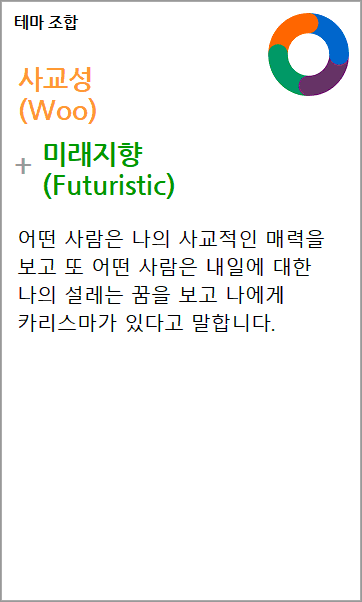 테마 조합
사교성
(Woo)
+ 미래지향
(Futuristic)
어떤 사람은 나의 사교적인 매력을
보고 또 어떤 사람은 내일에 대한
나의 설레는 꿈을 보고 나에게
카리스마가 있다고 말합니다.